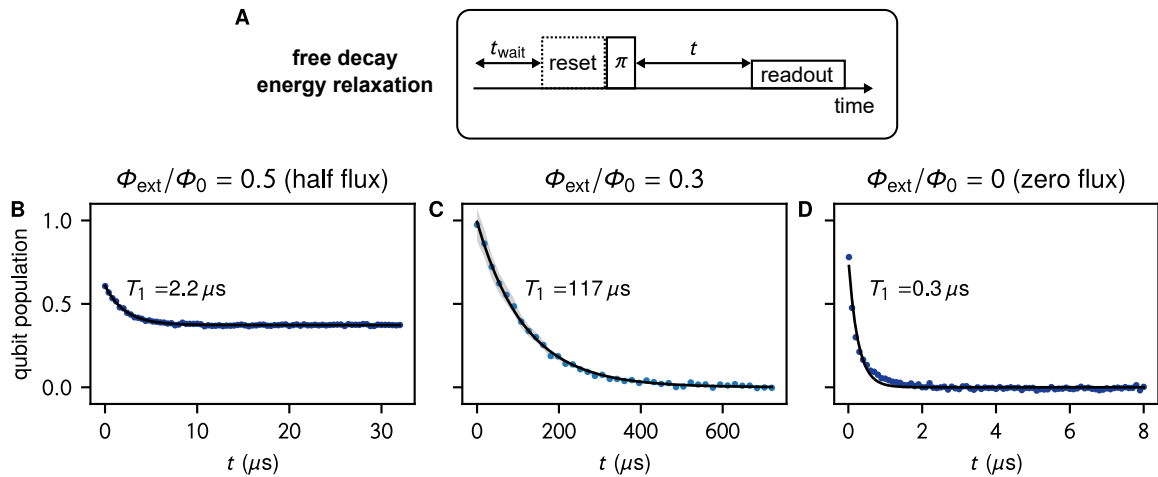 A
free decay
energy relaxation
t_wait
reset
π
t
readout
time
Φ_ext/Φ_0 = 0.5 (half flux)
Φ_ext/Φ_0 = 0.3
Φ_ext/Φ_0 = 0 (zero flux)
B
C
D
qubit population
1.0
0.5
0.0
T_1 =2.2 μs
T_1 =117 μs
T_1 =0.3 μs
0 10 20 30
0 200 400 600
0 2 4 6 8
t (μs)
t (μs)
t (μs)